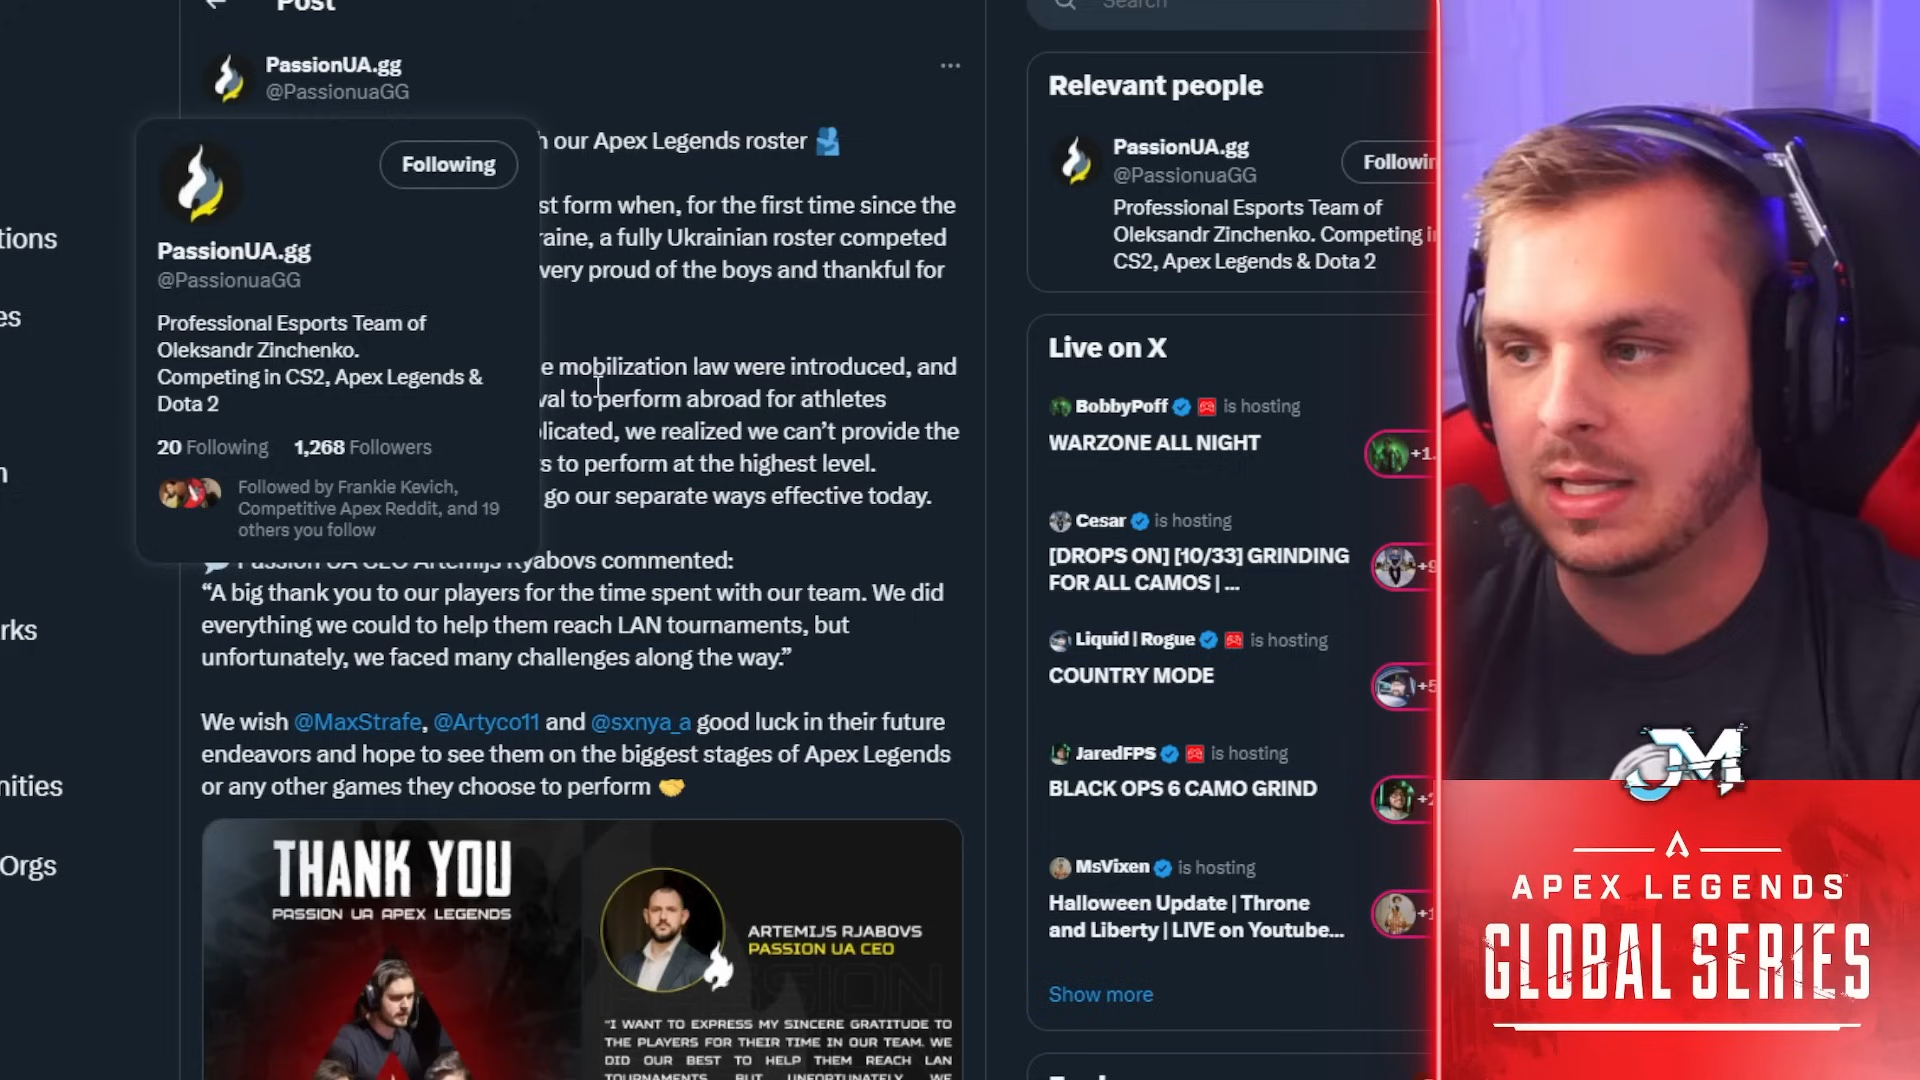 Post
Search
PassionUA.gg
@PassionuaGG
our Apex Legends roster
form when, for the first time since the
a fully Ukrainian roster competed
very proud of the boys and thankful for
mobilization law were introduced, and
to perform abroad for athletes
we realized we can’t provide the
to perform at the highest level.
go our separate ways effective today.
Passion UA CEO Artemijs Ryabovs commented:
“A big thank you to our players for the time spent with our team. We did
everything we could to help them reach LAN tournaments, but
unfortunately, we faced many challenges along the way.”
We wish @MaxStrafe, @Artyco11 and @sxnya_a good luck in their future
endeavors and hope to see them on the biggest stages of Apex Legends
or any other games they choose to perform
Following
PassionUA.gg
@PassionuaGG
Professional Esports Team of
Oleksandr Zinchenko.
Competing in CS2, Apex Legends &
Dota 2
20 Following 1,268 Followers
Followed by Frankie Kevich,
Competitive Apex Reddit, and 19
others you follow
THANK YOU
PASSION UA APEX LEGENDS
ARTEMIJS RJABOVS
PASSION UA CEO
“I WANT TO EXPRESS MY SINCERE GRATITUDE TO
THE PLAYERS FOR THEIR TIME IN OUR TEAM. WE
DID OUR BEST TO HELP THEM REACH LAN
TOURNAMENTS, BUT UNFORTUNATELY, WE
Relevant people
PassionUA.gg
@PassionuaGG
Professional Esports Team of
Oleksandr Zinchenko. Competing
CS2, Apex Legends & Dota 2
Live on X
BobbyPoff is hosting
WARZONE ALL NIGHT
Cesar is hosting
[DROPS ON] [10/33] GRINDING
FOR ALL CAMOS | ...
Liquid | Rogue is hosting
COUNTRY MODE
JaredFPS is hosting
BLACK OPS 6 CAMO GRIND
MsVixen is hosting
Halloween Update | Throne
and Liberty | LIVE on Youtube...
Show more
JM
APEX LEGENDS
GLOBAL SERIES